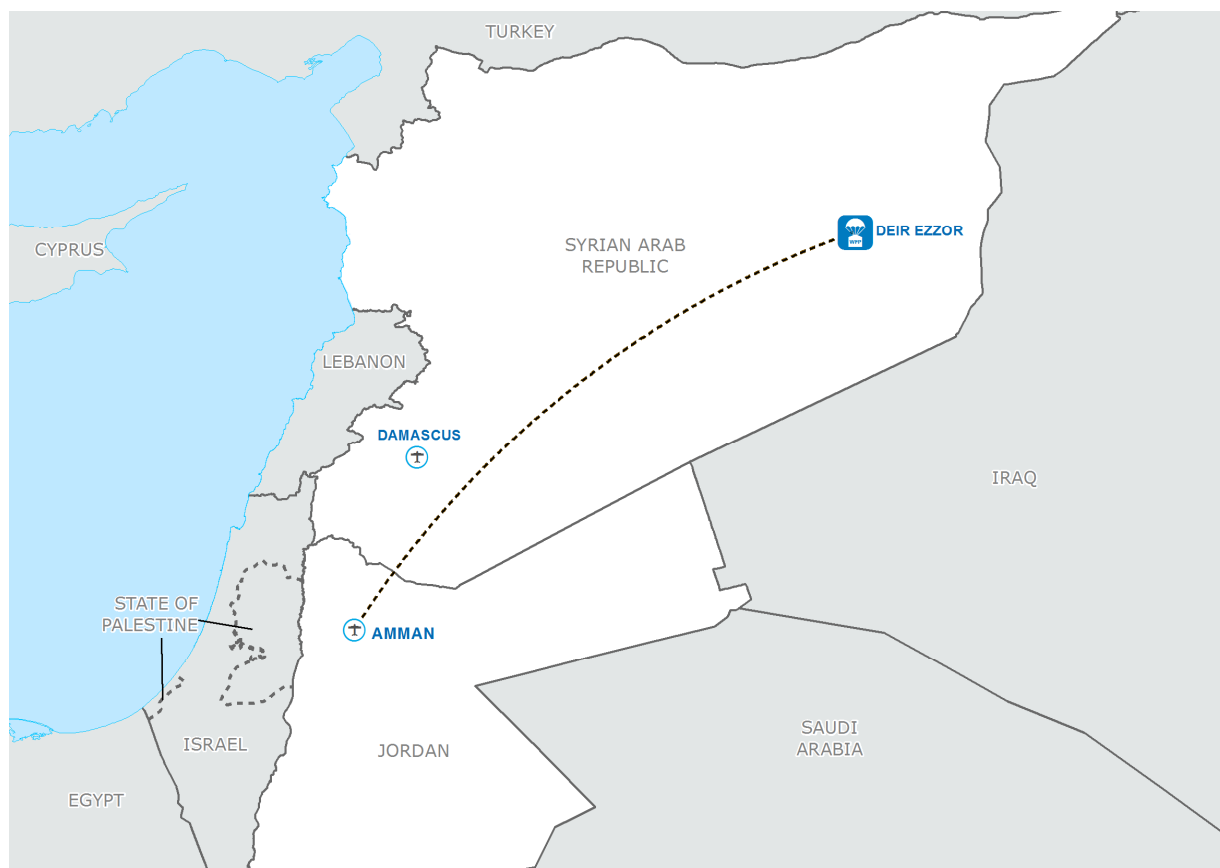 TURKEY
CYPRUS
SYRIAN ARAB
REPUBLIC
WFP
DEIR EZZOR
LEBANON
DAMASCUS
IRAQ
STATE OF
PALESTINE
AMMAN
ISRAEL
JORDAN
SAUDI
ARABIA
EGYPT